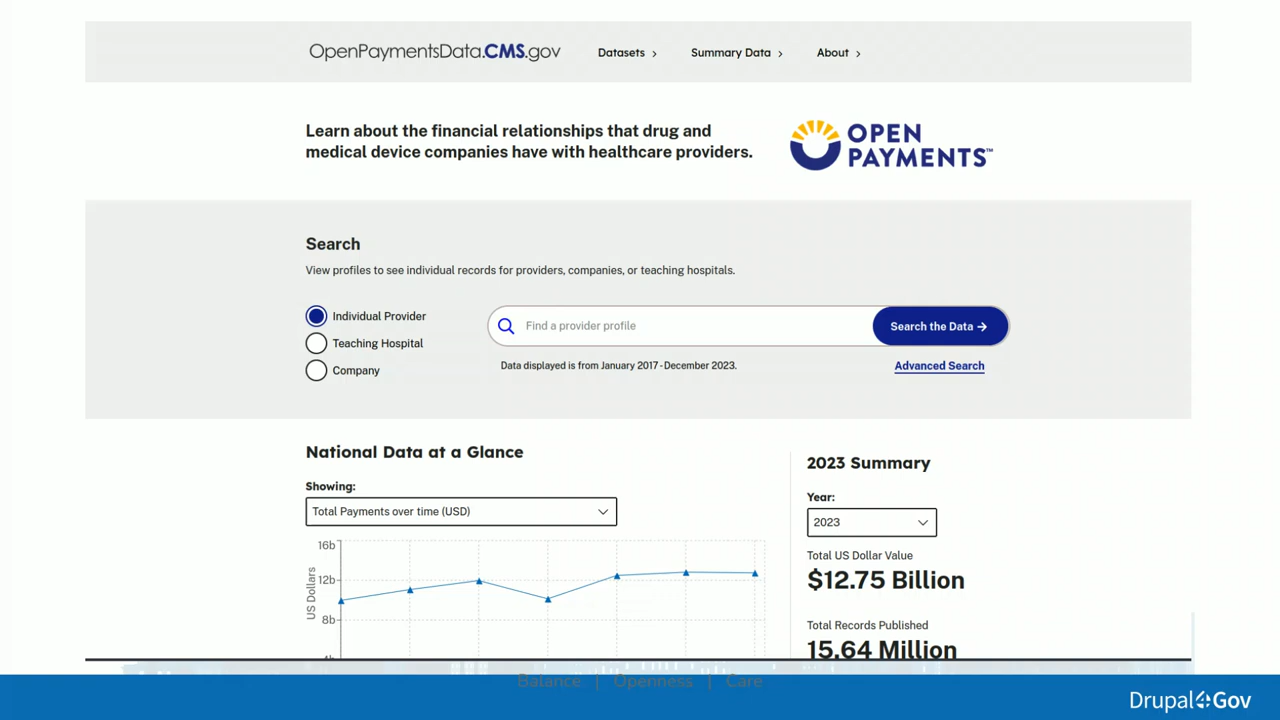 OpenPaymentsData.CMS.gov
Datasets
Summary Data
About
Learn about the financial relationships that drug and
medical device companies have with healthcare providers.
OPEN
PAYMENTS™
Search
View profiles to see individual records for providers, companies, or teaching hospitals.
Individual Provider
Teaching Hospital
Company
Find a provider profile
Search the Data →
Data displayed is from January 2017 - December 2023.
Advanced Search
National Data at a Glance
Showing:
Total Payments over time (USD)
16b
12b
8b
US Dollars
2023 Summary
Year:
2023
Total US Dollar Value
$12.75 Billion
Total Records Published
15.64 Million
Balance | Openness | Care
Drupal4Gov